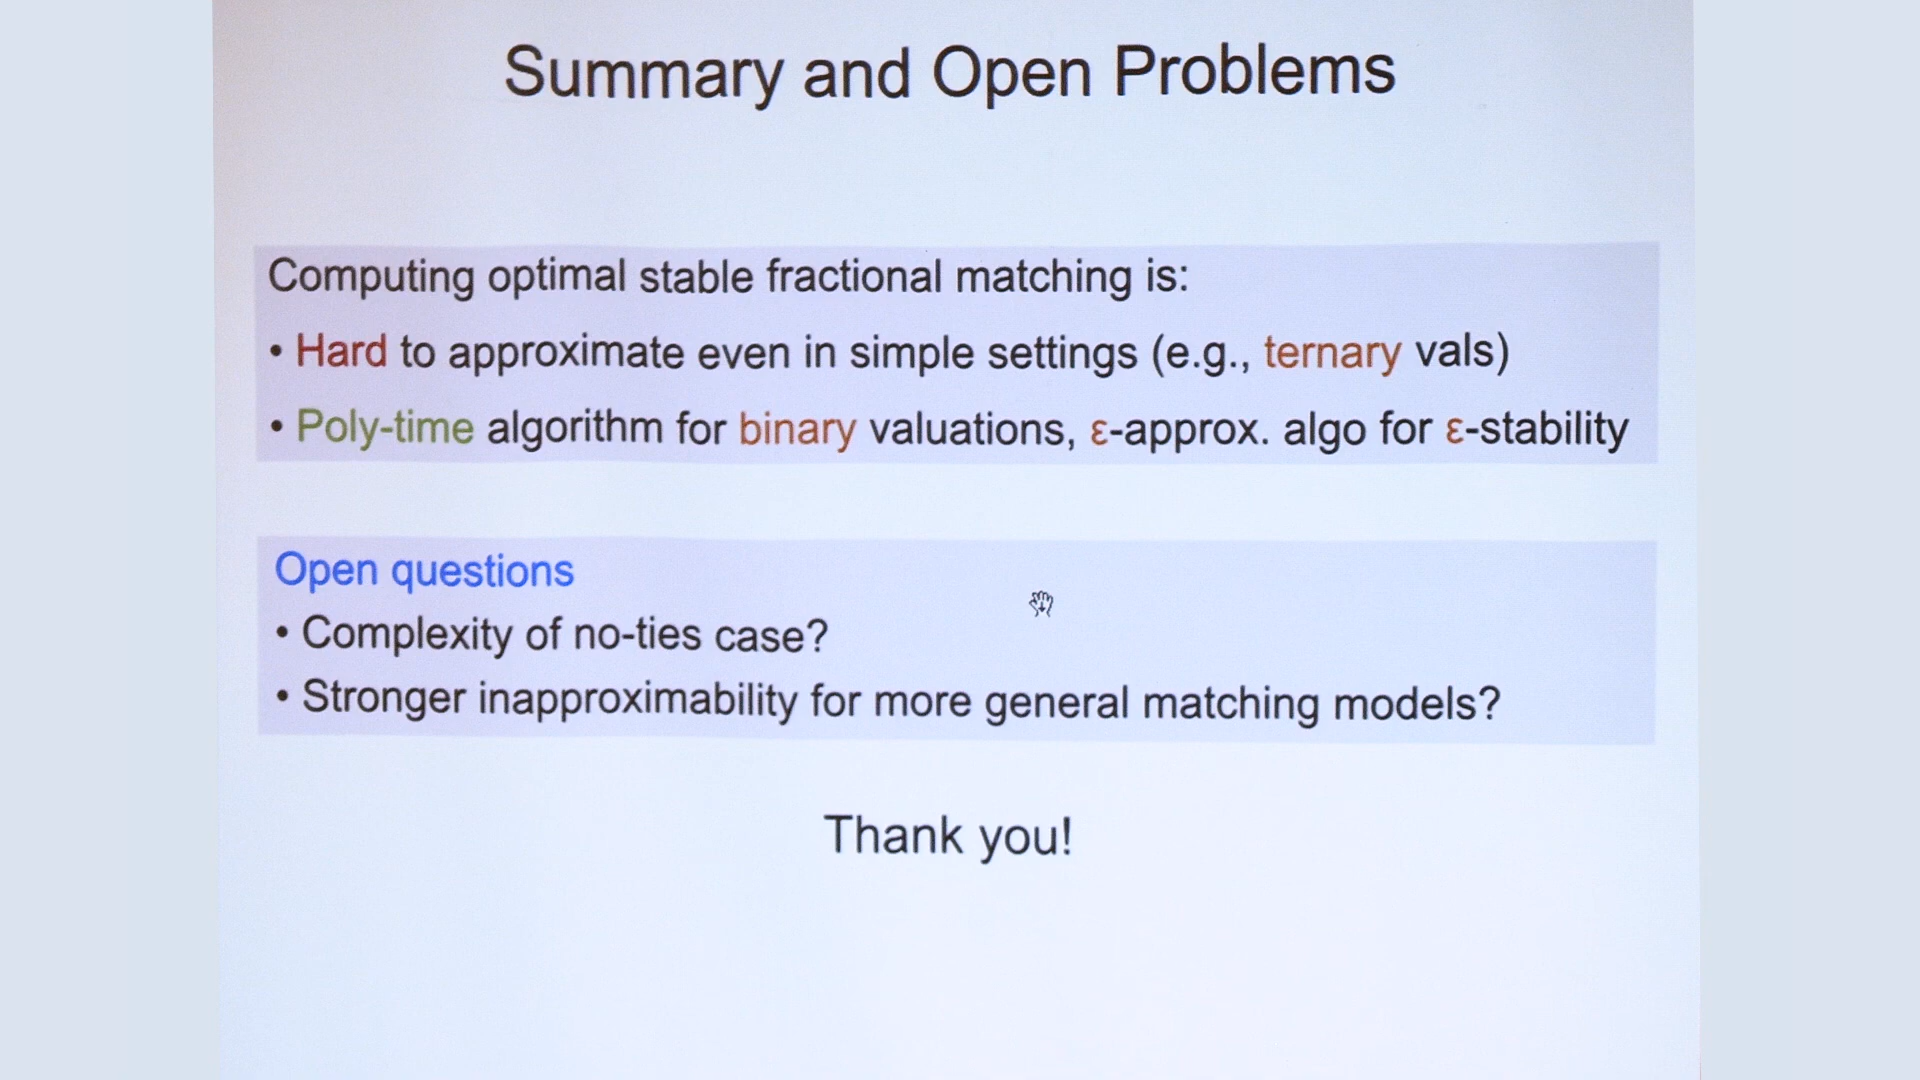 Summary and Open Problems
Computing optimal stable fractional matching is:
• Hard to approximate even in simple settings (e.g., ternary vals)
• Poly-time algorithm for binary valuations, ε-approx. algo for ε-stability
Open questions
• Complexity of no-ties case?
• Stronger inapproximability for more general matching models?
Thank you!